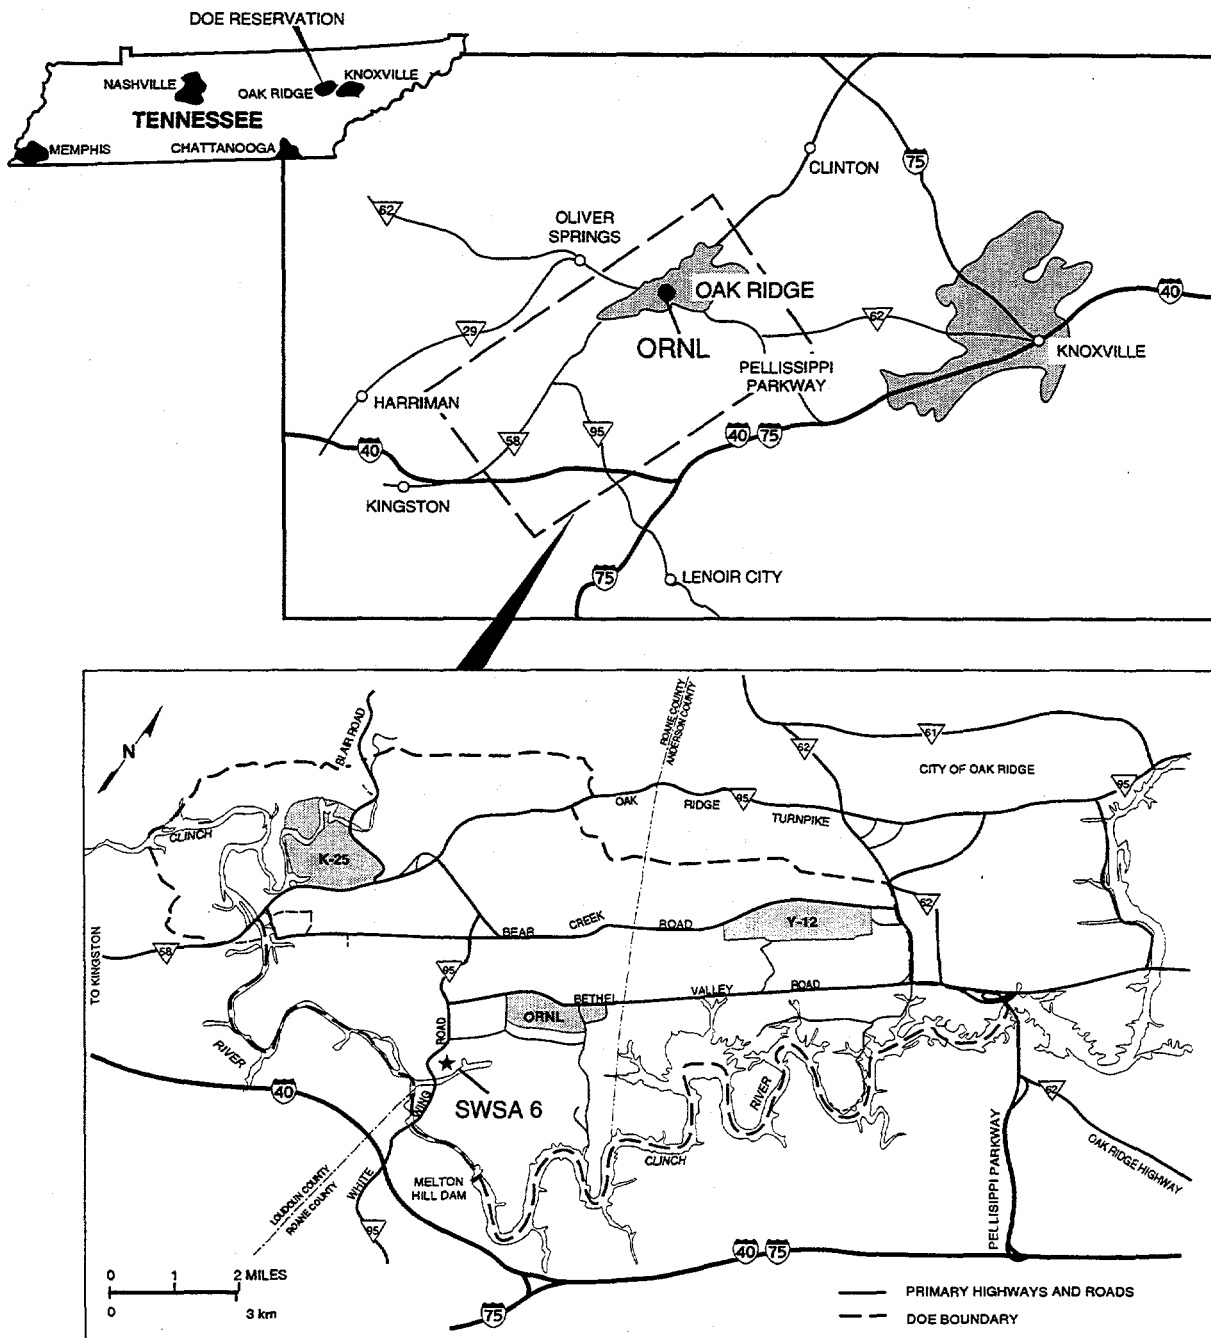 DOE RESERVATION
NASHVILLE
KNOXVILLE
OAK RIDGE
TENNESSEE
MEMPHIS
CHATTANOOGA
CLINTON
75
62
OLIVER
SPRINGS
OAK RIDGE
40
62
29
ORNL
KNOXVILLE
PELLISSIPPI
PARKWAY
HARRIMAN
40
58
95
40
75
KINGSTON
75
LENOIR CITY
N
BLAIR ROAD
ROANE COUNTY
ANDERSON COUNTY
62
61
CITY OF OAK RIDGE
95
OAK
RIDGE
95
TURNPIKE
CLINCH
K-25
62
BEAR
CREEK
ROAD
Y-12
58
TO KINGSTON
95
VALLEY
ROAD
BETHEL
ORNL
ROAD
RIVER
40
WING
SWSA 6
RIVER
62
CLINCH
OAK RIDGE HIGHWAY
PELLISIPPI PARKWAY
LOUDOUN COUNTY
ROANE COUNTY
WHITE
MELTON
HILL DAM
95
40
75
0 1 2 MILES
0 3 km
75
PRIMARY HIGHWAYS AND ROADS
DOE BOUNDARY